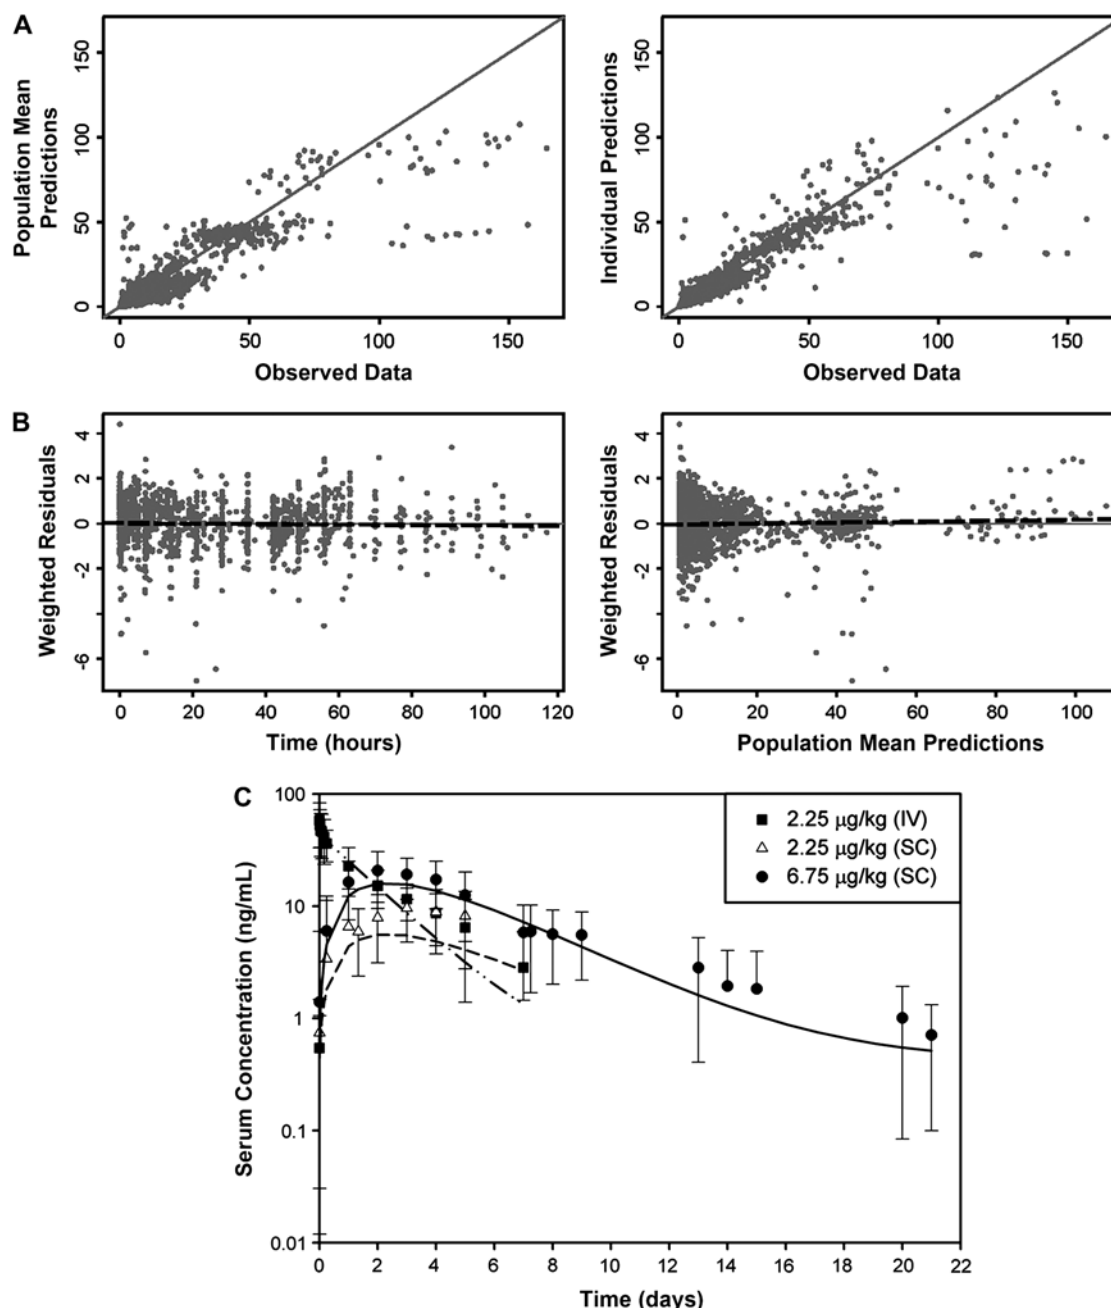 A
Population Mean
Predictions
150
100
50
0
0 50 100 150
Observed Data
Individual Predictions
150
100
50
0
0 50 100 150
Observed Data
B
Weighted Residuals
4
2
0
-2
-6
0 20 40 60 80 100 120
Time (hours)
Weighted Residuals
4
2
0
-2
-6
0 20 40 60 80 100
Population Mean Predictions
C
Serum Concentration (ng/mL)
100
10
1
0.1
0.01
2.25 μg/kg (IV)
2.25 μg/kg (SC)
6.75 μg/kg (SC)
0 2 4 6 8 10 12 14 16 18 20 22
Time (days)